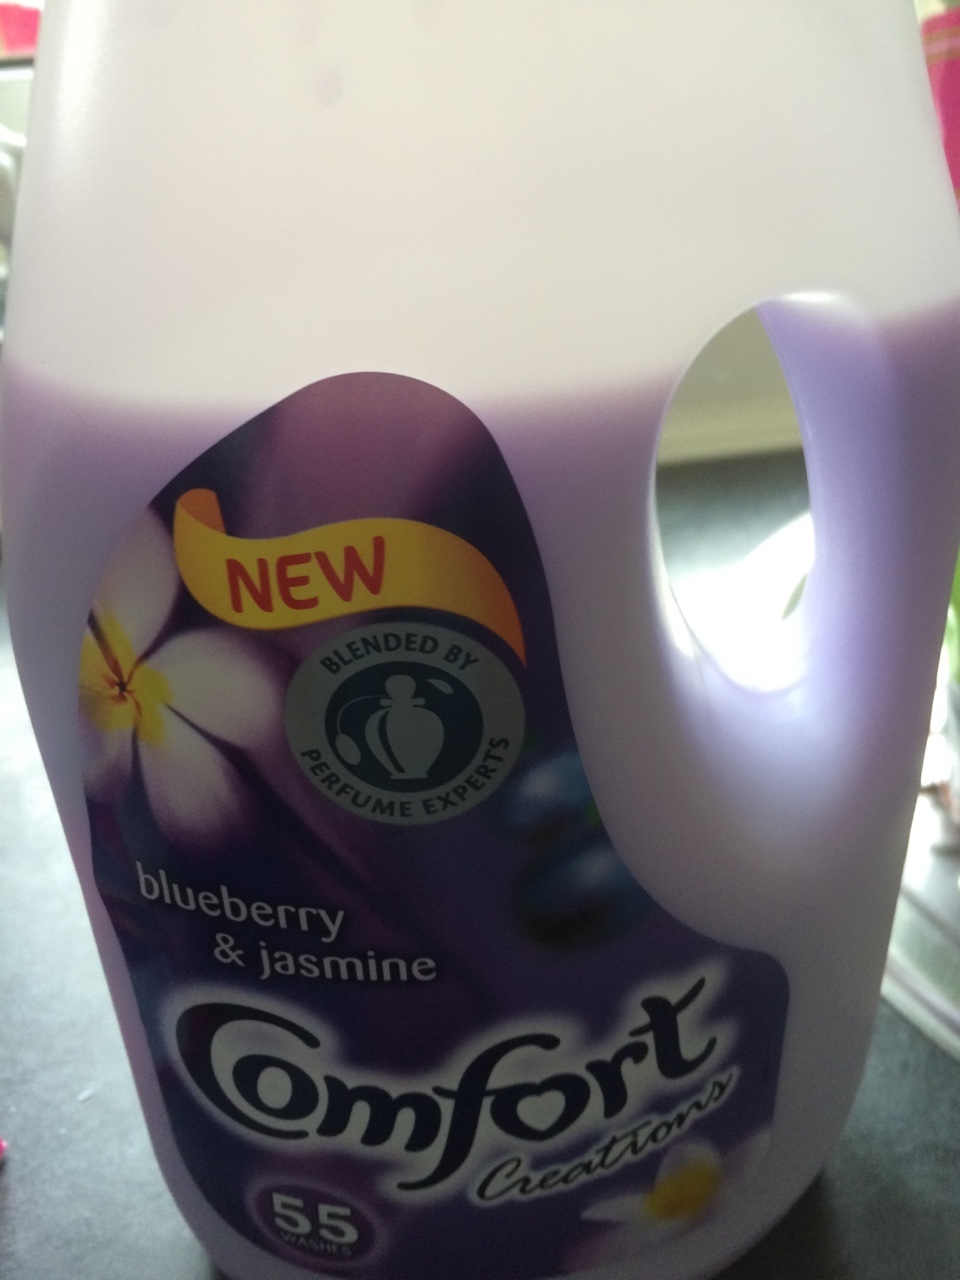 NEW
BLENDED BY
PERFUME EXPERTS
blueberry
& jasmine
Comfort
Creations
55
WASHES